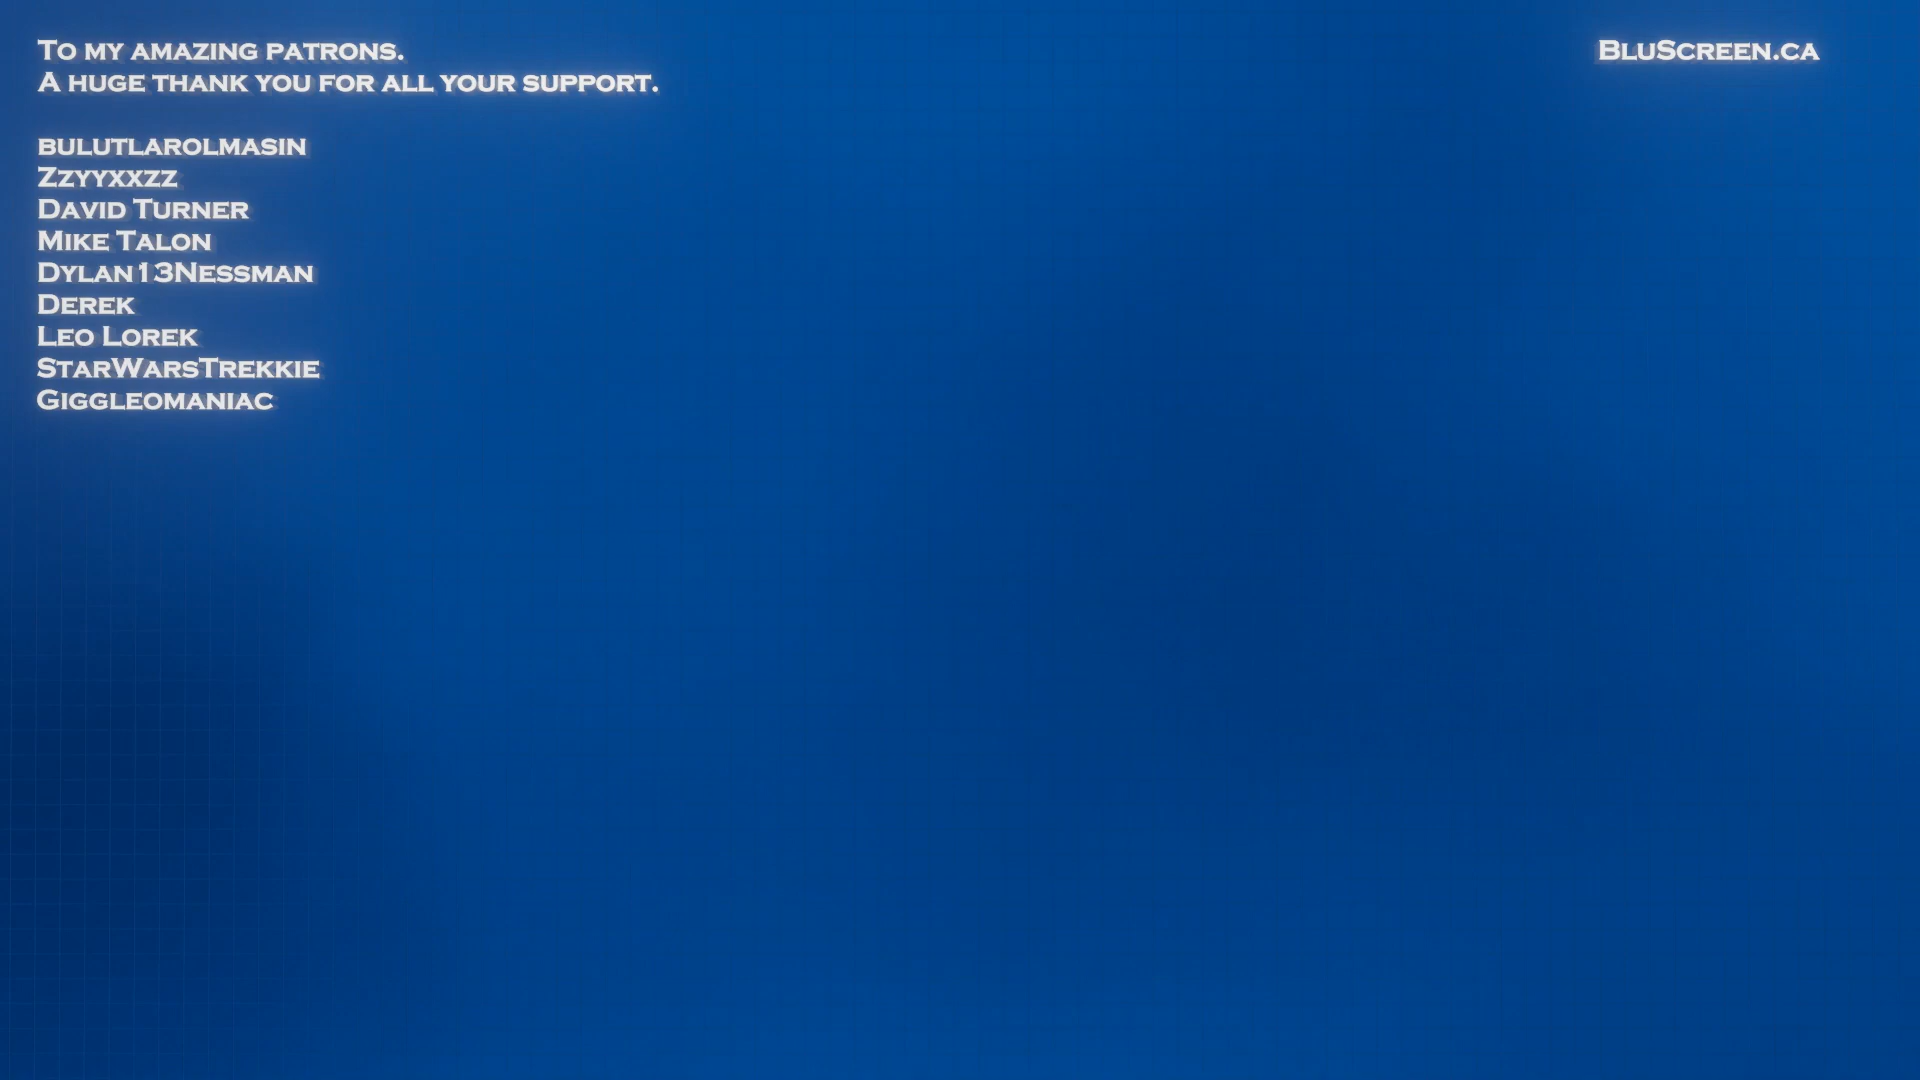 To my amazing patrons.
A huge thank you for all your support.
BluScreen.ca
bulutlarolmasin
Zzyyxxzz
David Turner
Mike Talon
Dylan13Nessman
Derek
Leo Lorek
StarWarsTrekkie
Giggleomaniac